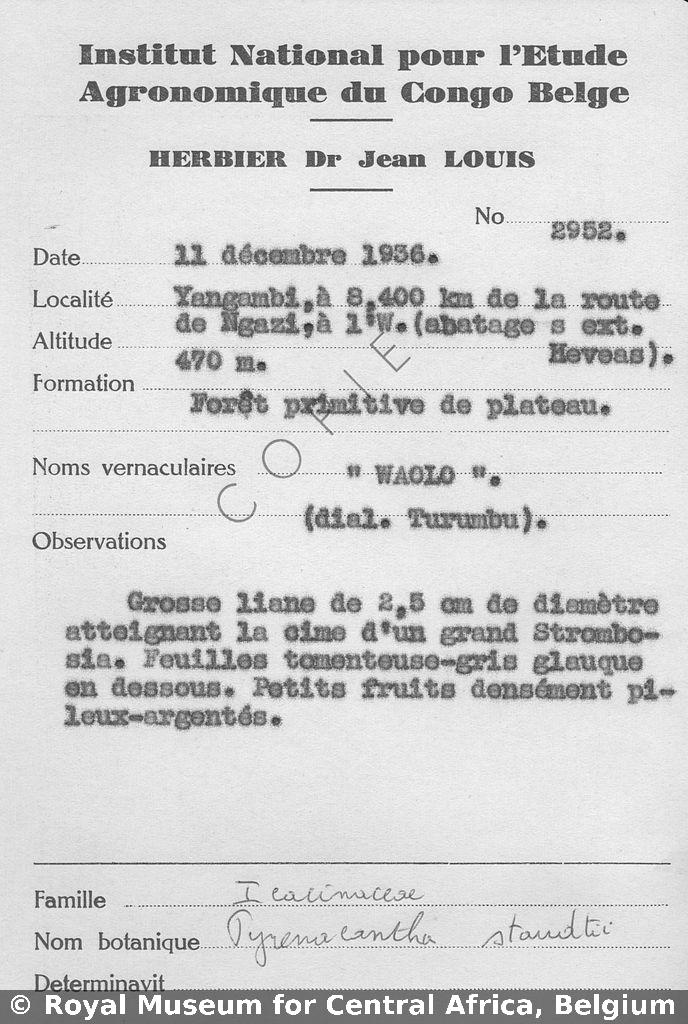 Institut National pour l'Etude
Agronomique du Congo Belge
HERBIER Dr Jean LOUIS
No 2952.
Date 11 décembre 1936.
Localité Yangambi,à 8,400 km de la route
de Ngazi,à l'W.(abatage s ext.
Heveas).
Altitude 470 m.
Formation
Forêt primitive de plateau.
COPIE
Noms vernaculaires " WAOLO ".
(dial. Turumbu).
Observations
Grosse liane de 2,5 cm de diamètre
atteignant la cime d'un grand Strombo-
sia. Feuilles tomenteuse-gris glauque
en dessous. Petits fruits densément pi-
leux-argentés.
Famille Icacinaceae
Nom botanique Pyrenacantha staudtii
Determinavit
© Royal Museum for Central Africa, Belgium